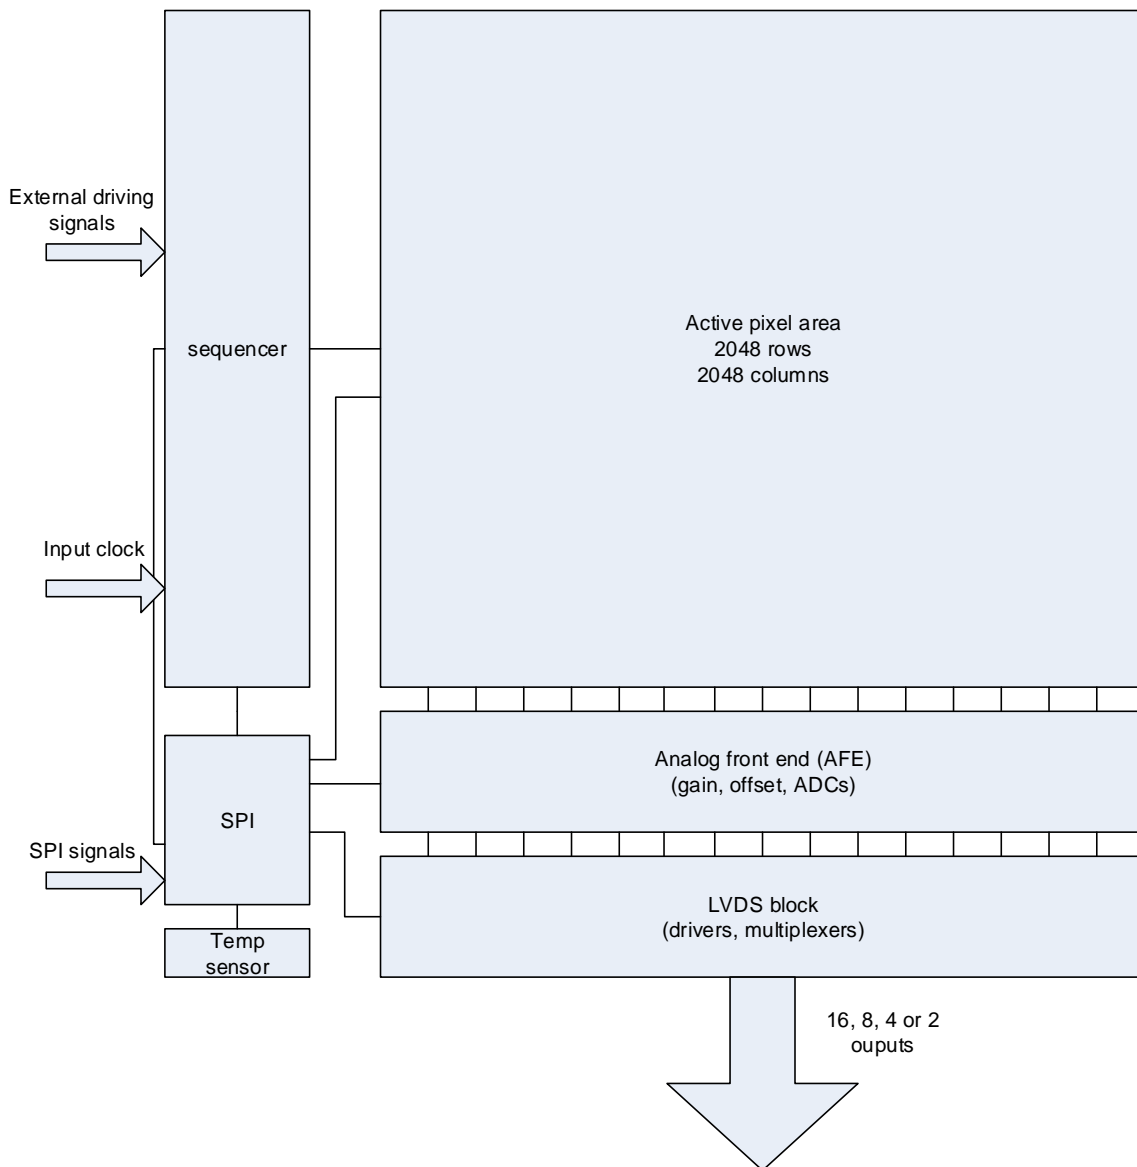 External driving
signals
sequencer
Active pixel area
2048 rows
2048 columns
Input clock
Analog front end (AFE)
(gain, offset, ADCs)
SPI
SPI signals
LVDS block
(drivers, multiplexers)
Temp
sensor
16, 8, 4 or 2
ouputs